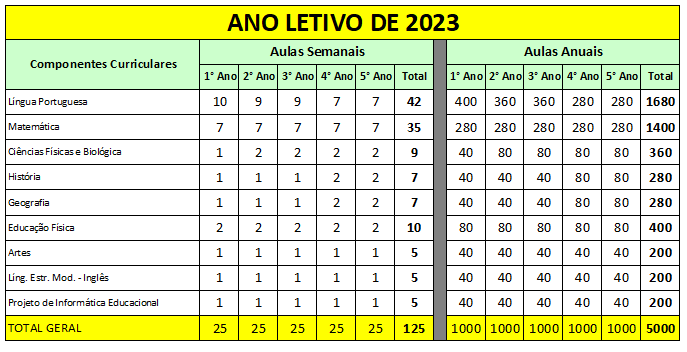 ANO LETIVO DE 2023
Componentes Curriculares Aulas Semanais Aulas Anuais
1° Ano 2° Ano 3° Ano 4° Ano 5° Ano Total 1° Ano 2° Ano 3° Ano 4° Ano 5° Ano Total
Língua Portuguesa 10 9 9 7 7 42 400 360 360 280 280 1680
Matemática 7 7 7 7 7 35 280 280 280 280 280 1400
Ciências Físicas e Biológica 1 2 2 2 2 9 40 80 80 80 80 360
História 1 1 1 2 2 7 40 40 40 80 80 280
Geografia 1 1 1 2 2 7 40 40 40 80 80 280
Educação Física 2 2 2 2 2 10 80 80 80 80 80 400
Artes 1 1 1 1 1 5 40 40 40 40 40 200
Líng. Estr. Mod. - Inglês 1 1 1 1 1 5 40 40 40 40 40 200
Projeto de Informática Educacional 1 1 1 1 1 5 40 40 40 40 40 200
TOTAL GERAL 25 25 25 25 25 125 1000 1000 1000 1000 1000 5000